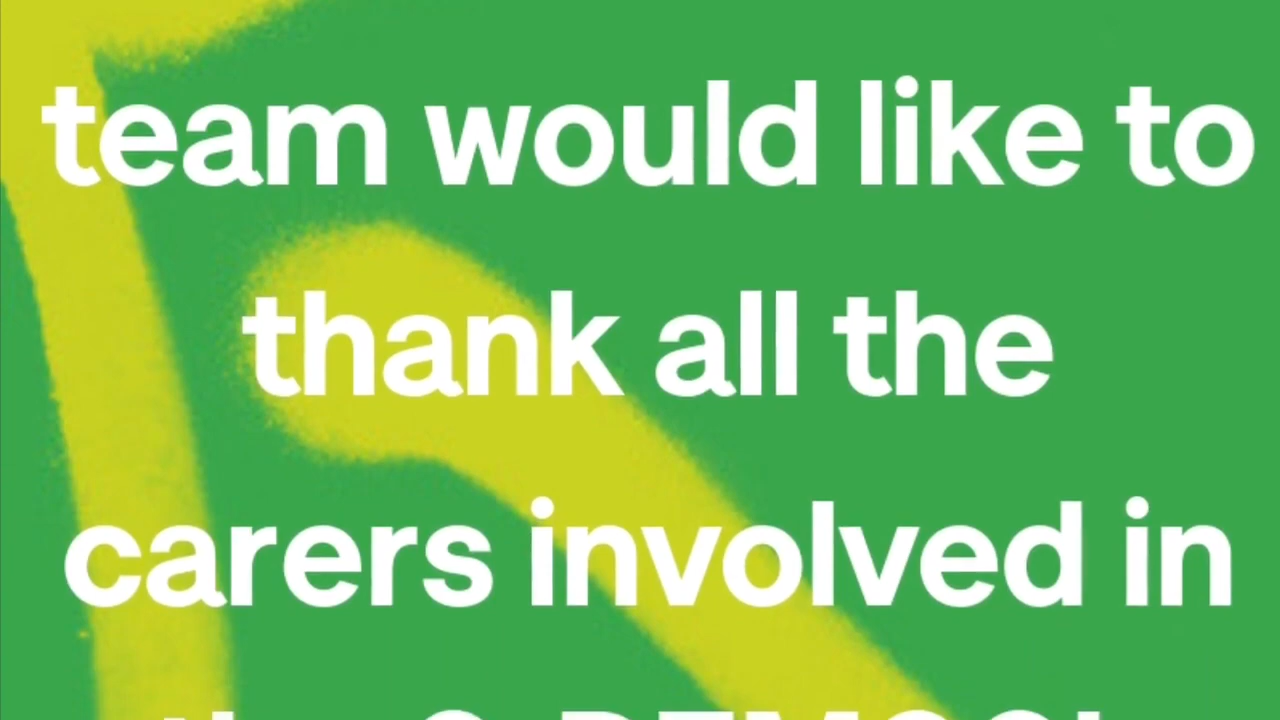 team would like to
thank all the
carers involved in